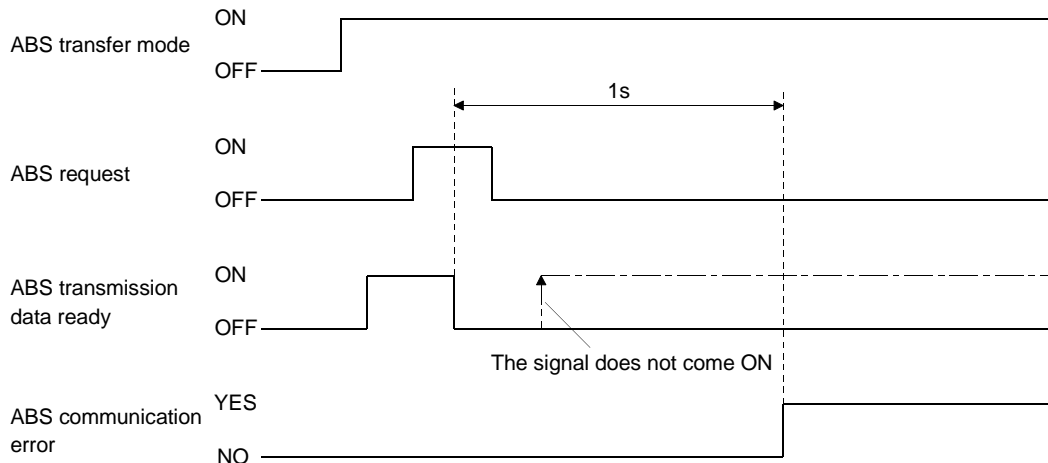 ON
ABS transfer mode
OFF
1s
ON
ABS request
OFF
ON
ABS transmission
data ready
OFF
The signal does not come ON
YES
ABS communication
error
NO